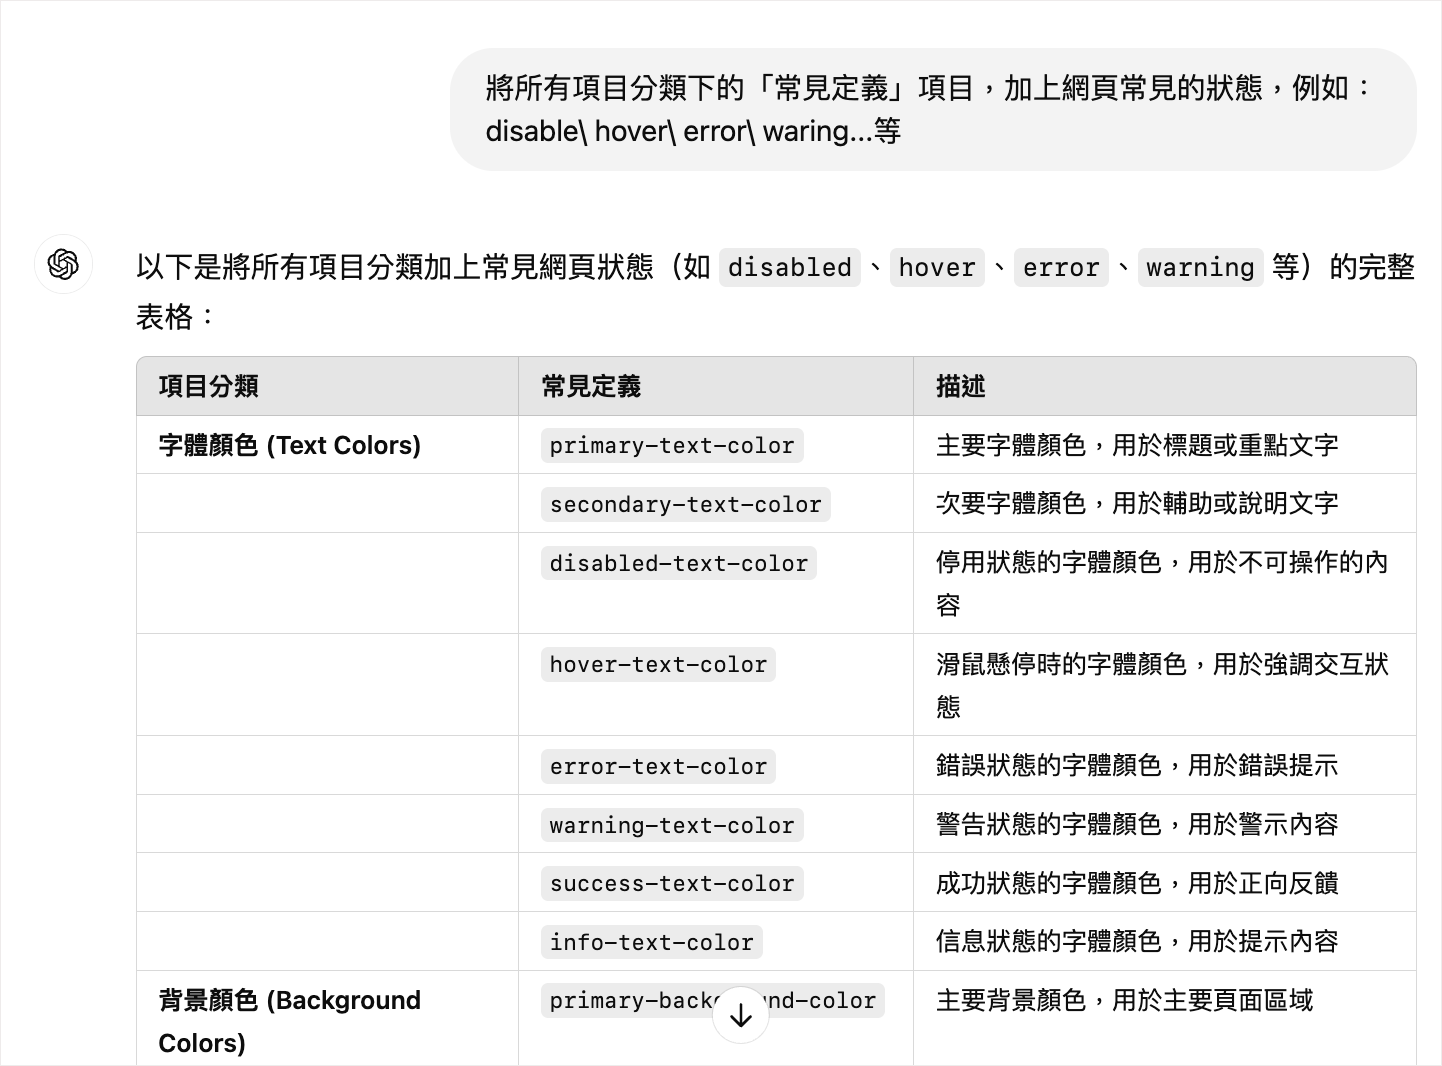 將所有項目分類下的「常見定義」項目，加上網頁常見的狀態，例如：
disable\ hover\ error\ waring...等
以下是將所有項目分類加上常見網頁狀態（如 disabled、hover、error、warning 等）的完整
表格：
項目分類 常見定義 描述
字體顏色 (Text Colors) primary-text-color 主要字體顏色，用於標題或重點文字
secondary-text-color 次要字體顏色，用於輔助或說明文字
disabled-text-color 停用狀態的字體顏色，用於不可操作的內
容
hover-text-color 滑鼠懸停時的字體顏色，用於強調交互狀
態
error-text-color 錯誤狀態的字體顏色，用於錯誤提示
warning-text-color 警告狀態的字體顏色，用於警示內容
success-text-color 成功狀態的字體顏色，用於正向反饋
info-text-color 信息狀態的字體顏色，用於提示內容
背景顏色 (Background primary-background-color 主要背景顏色，用於主要頁面區域
Colors)